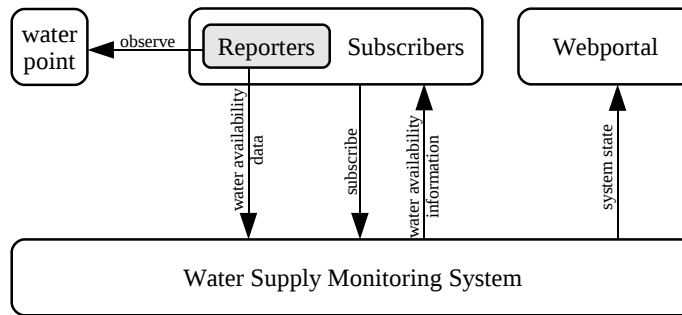 water
point
observe
Reporters
Subscribers
Webportal
water availability
data
subscribe
water availability
information
system state
Water Supply Monitoring System